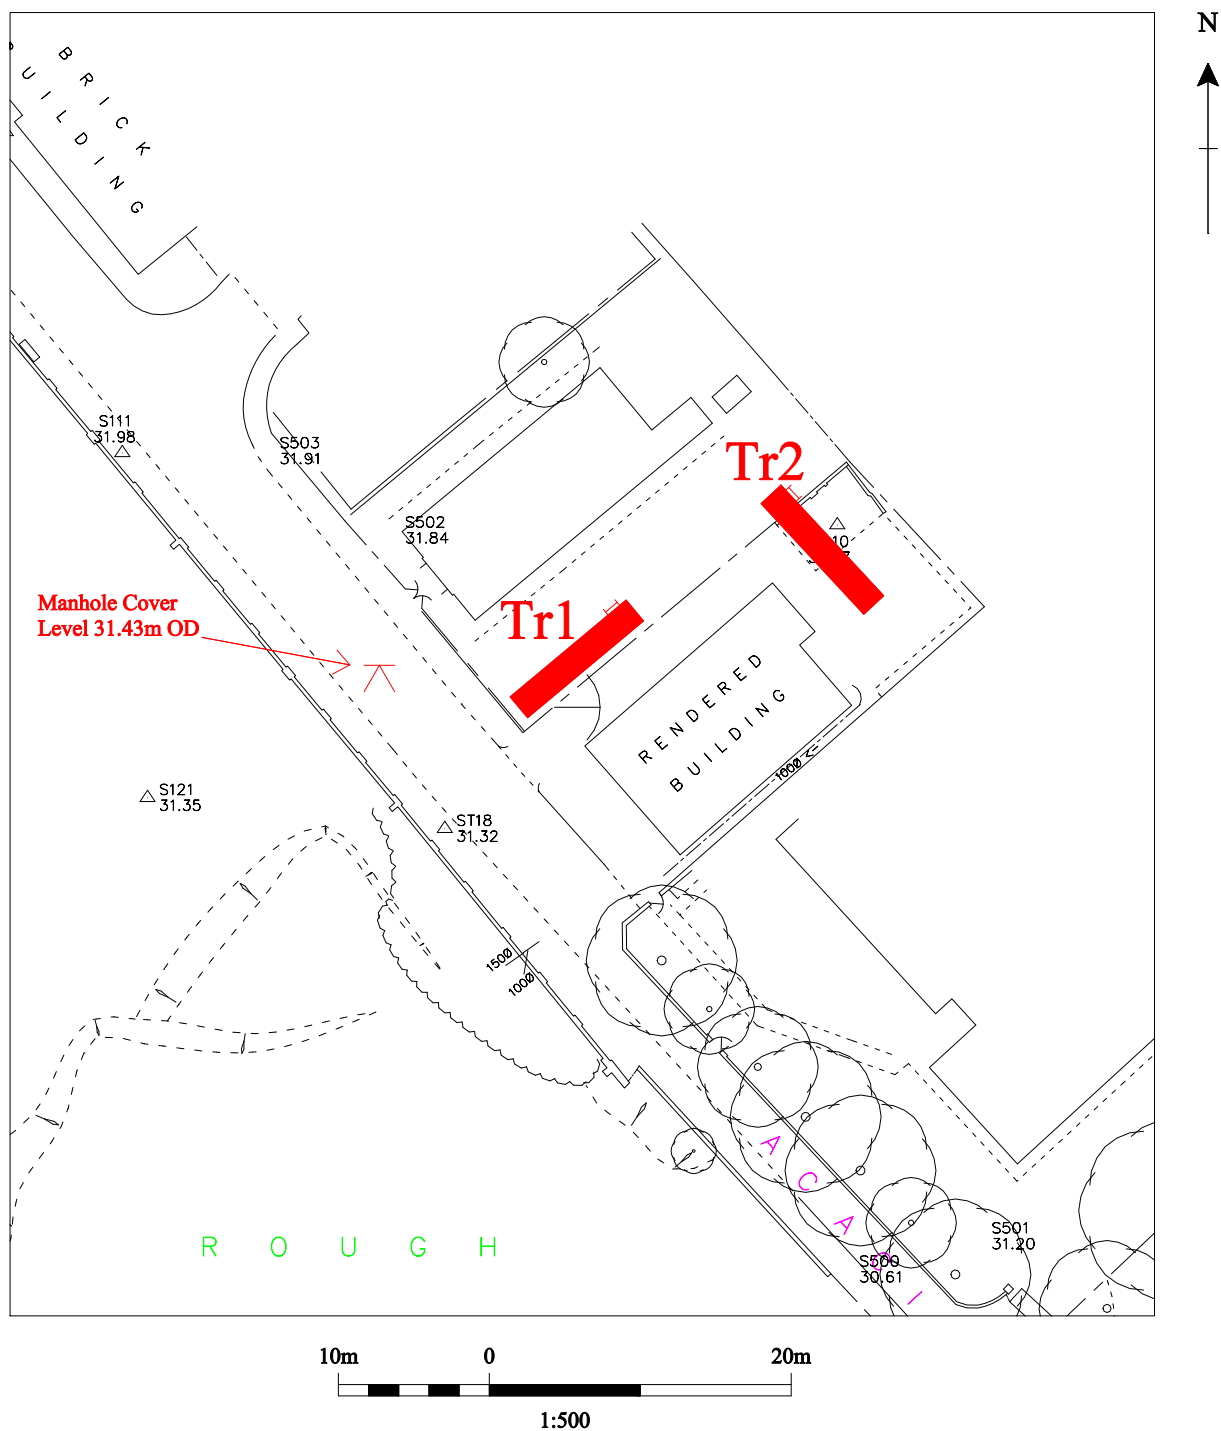 N
BRICK
BUILDING
S111
31.98
S503
31.91
S502
31.84
Tr2
10
7
Tr1
Manhole Cover
Level 31.43m OD
RENDERED
BUILDING
1000
S121
31.35
ST18
31.32
1500
1000
ACACI
ROUGH
S501
31.20
S500
30.61
10m 0 20m
1:500